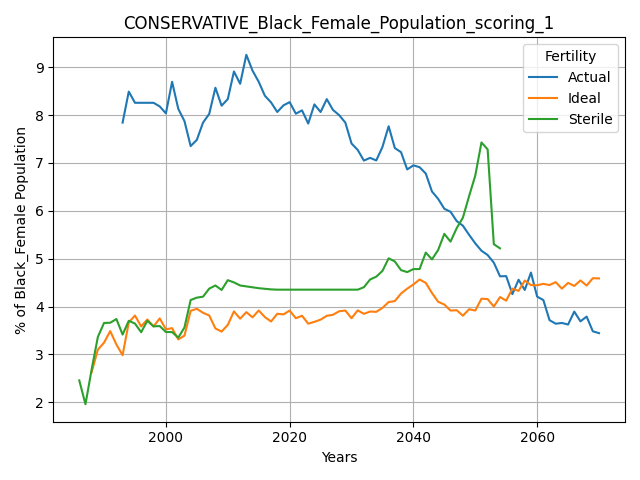 CONSERVATIVE_Black_Female_Population_scoring_1
Fertility
Actual
Ideal
Sterile
% of Black_Female Population
9
8
7
6
5
4
3
2
2000 2020 2040 2060
Years